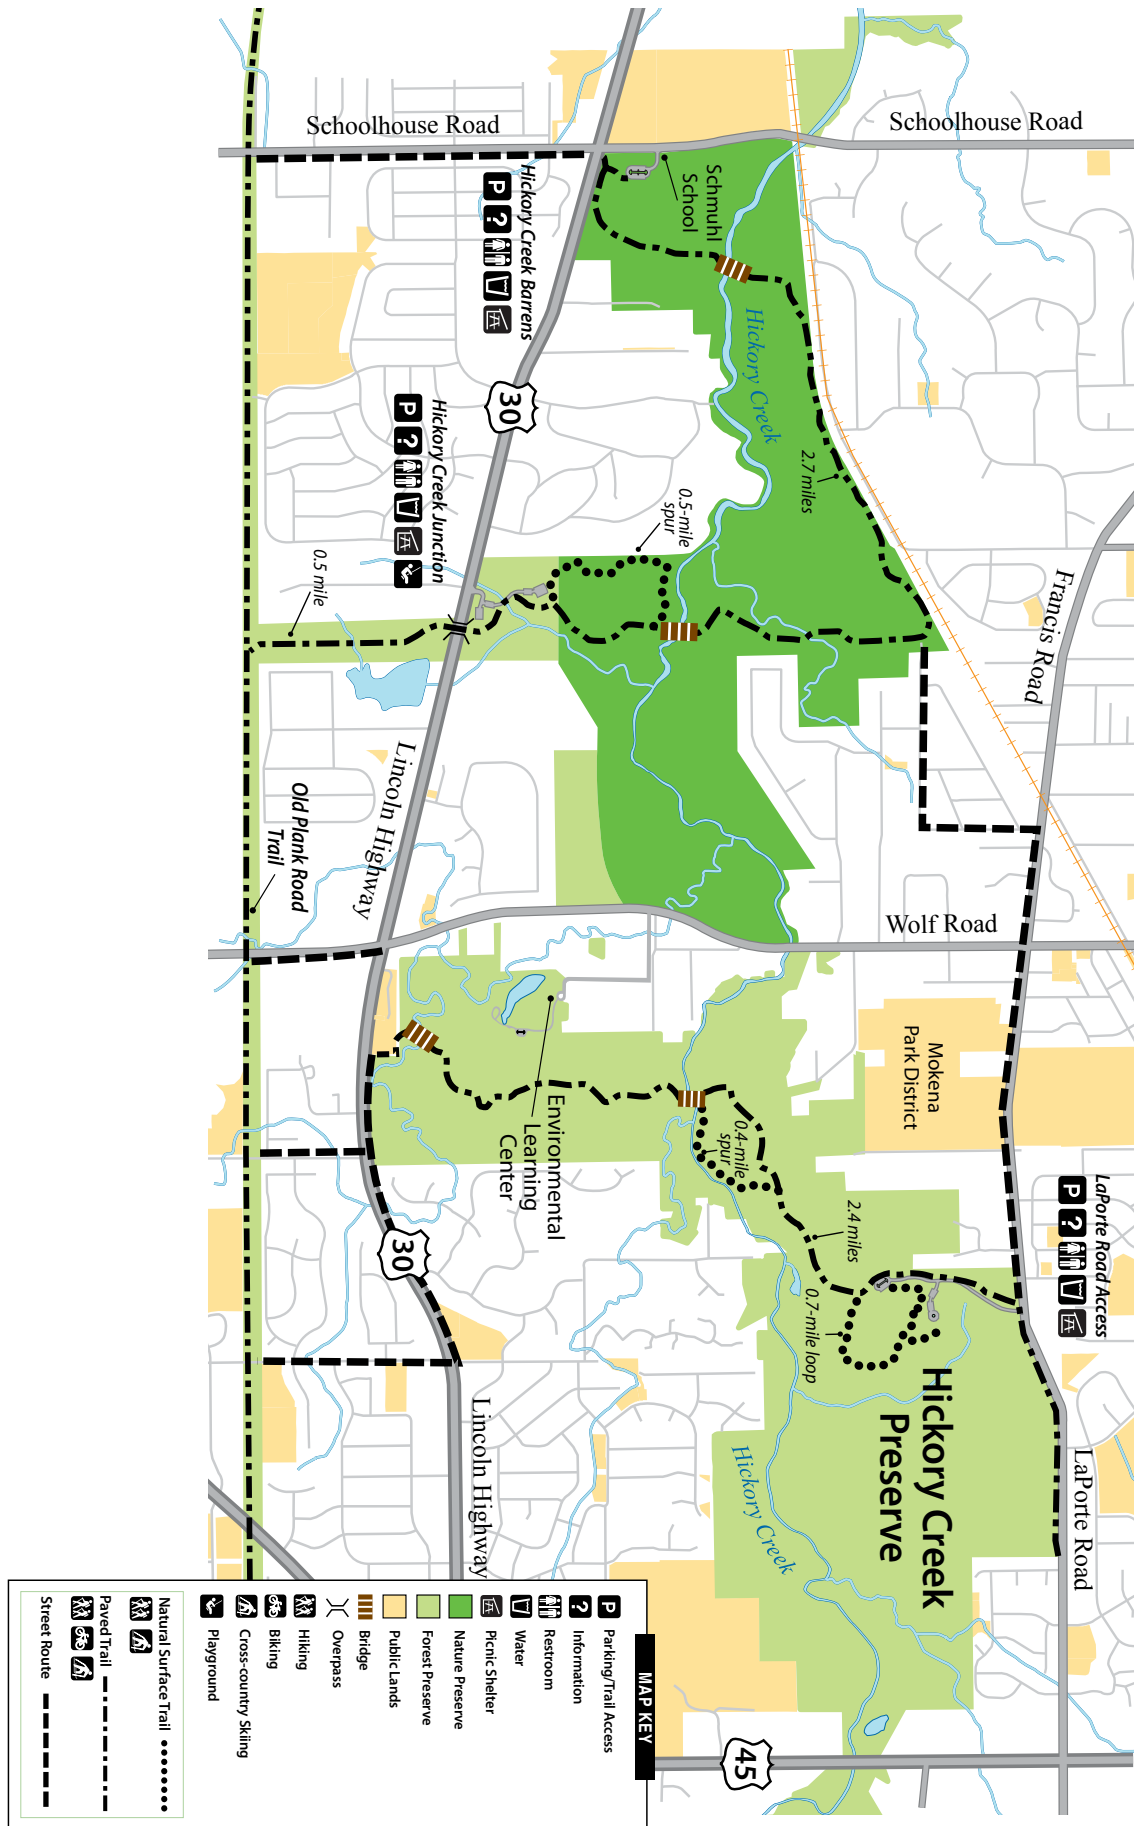 Schoolhouse Road
Schoolhouse Road
Schmuhl
School
Hickory Creek Barrens
P
?
Hickory Creek
30
2.7 miles
Hickory Creek Junction
P
?
0.5-mile
spur
0.5 mile
Francis Road
Lincoln Highway
Old Plank Road
Trail
Wolf Road
Mokena
Park District
Environmental
Learning
Center
0.4-mile
spur
2.4 miles
0.7-mile loop
LaPorte Road Access
P
?
30
Hickory Creek
Preserve
Lincoln Highway
Hickory Creek
LaPorte Road
45
MAP KEY
P Parking/Trail Access
? Information
Restroom
Water
Picnic Shelter
Nature Preserve
Forest Preserve
Public Lands
Bridge
Overpass
Hiking
Biking
Cross-country Skiing
Playground
Natural Surface Trail
Paved Trail
Street Route